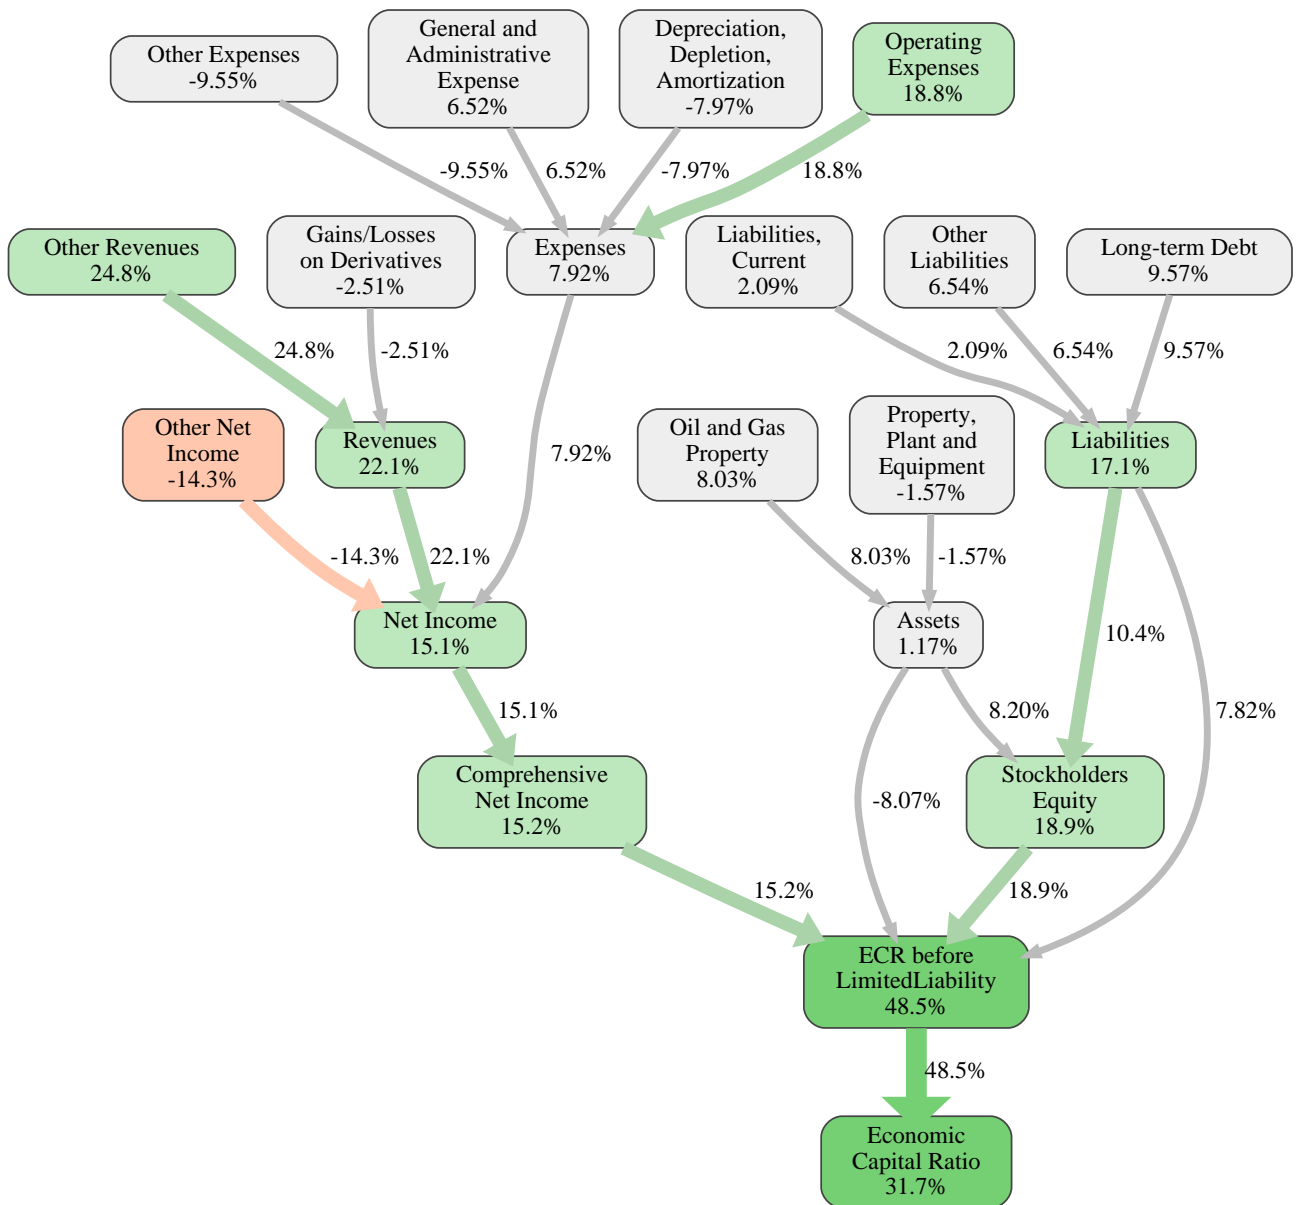 Other Expenses
-9.55%
General and
Administrative
Expense
6.52%
Depreciation,
Depletion,
Amortization
-7.97%
Operating
Expenses
18.8%
-9.55%
6.52%
-7.97%
18.8%
Other Revenues
24.8%
Gains/Losses
on Derivatives
-2.51%
Expenses
7.92%
Liabilities,
Current
2.09%
Other
Liabilities
6.54%
Long-term Debt
9.57%
24.8%
-2.51%
2.09%
6.54%
9.57%
Other Net
Income
-14.3%
Revenues
22.1%
7.92%
Oil and Gas
Property
8.03%
Property,
Plant and
Equipment
-1.57%
Liabilities
17.1%
-14.3%
22.1%
8.03%
-1.57%
Net Income
15.1%
Assets
1.17%
10.4%
15.1%
8.20%
7.82%
Comprehensive
Net Income
15.2%
-8.07%
Stockholders
Equity
18.9%
15.2%
18.9%
ECR before
LimitedLiability
48.5%
48.5%
Economic
Capital Ratio
31.7%